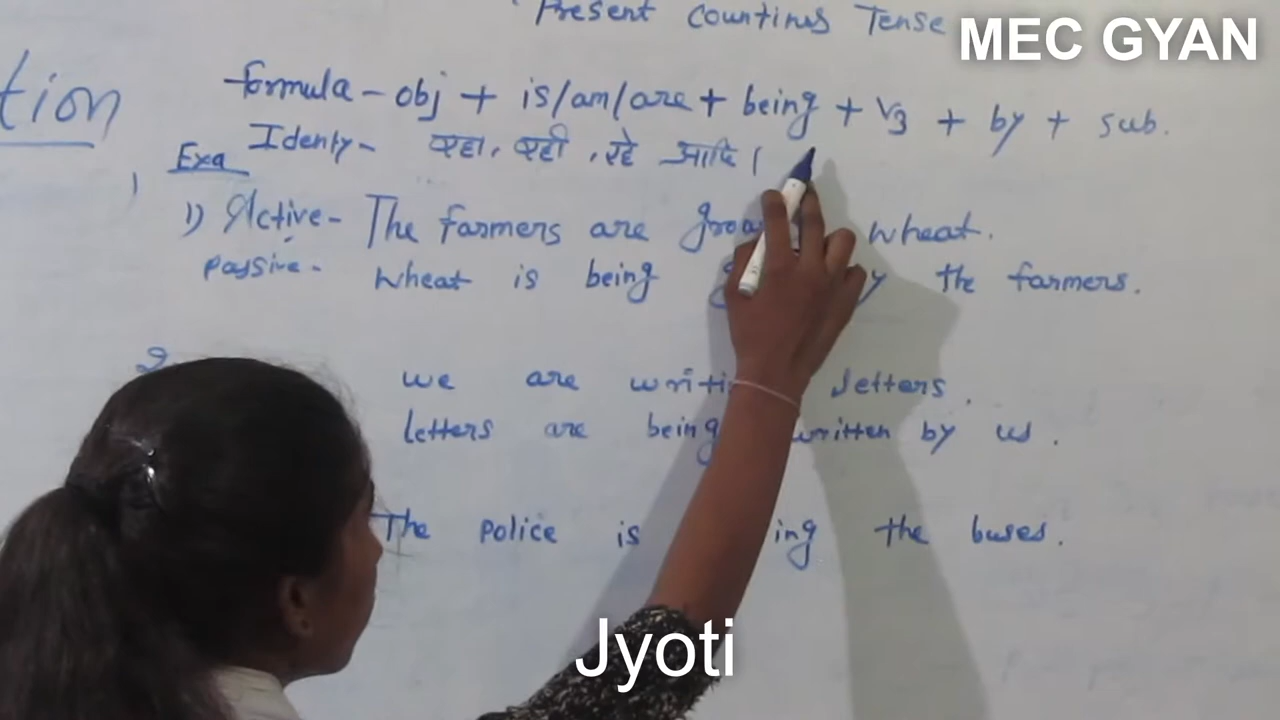 Present Countinus Tense
MEC GYAN
tion
formula - obj + is/am/are + being + V3 + by + sub.
Identy - रहा, रही, रहे आदि।
Exa
1) Active - The farmers are wheat.
Passive - wheat is being the farmers.
2
we are letters.
letters are being written by us.
The police is the buses.
Jyoti